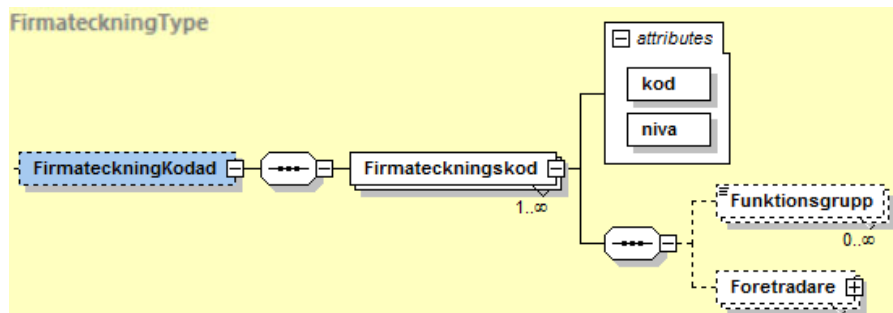 FirmateckningType
attributes
kod
niva
FirmateckningKodad
Firmateckningskod
1..∞
Funktionsgrupp
0..∞
Foretradare